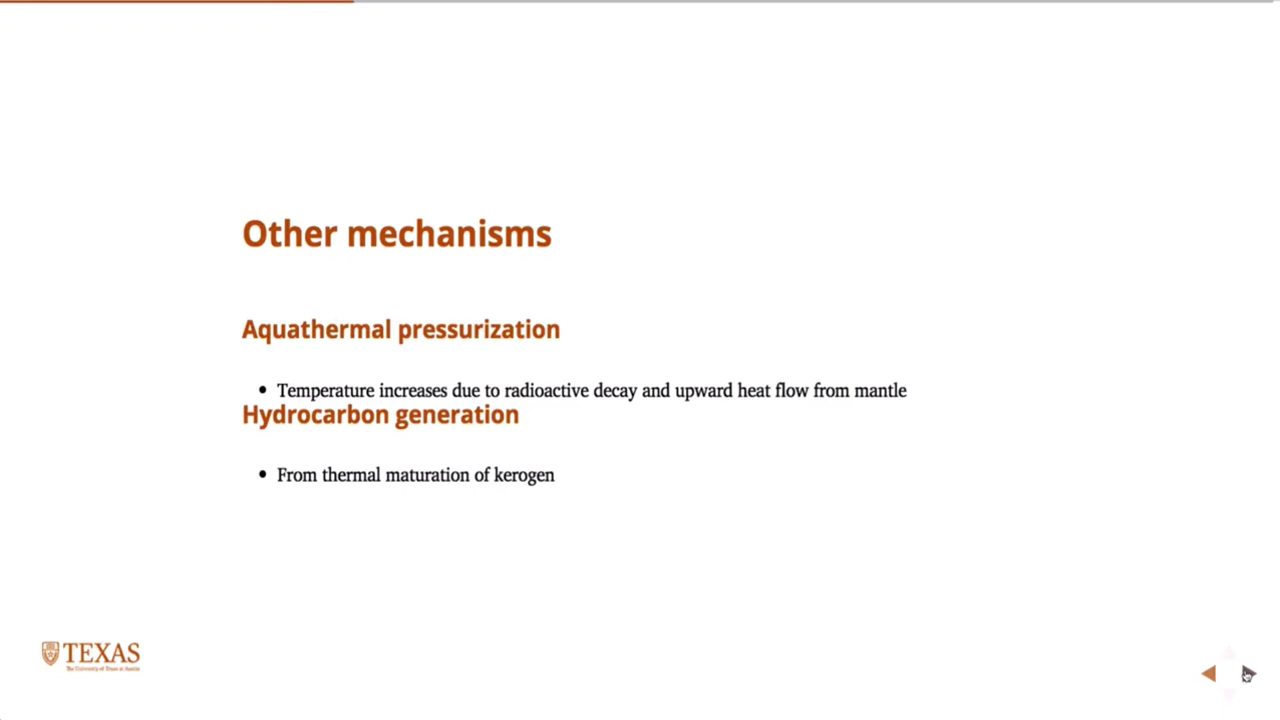 Other mechanisms
Aquathermal pressurization
• Temperature increases due to radioactive decay and upward heat flow from mantle
Hydrocarbon generation
• From thermal maturation of kerogen
TEXAS
The University of Texas at Austin